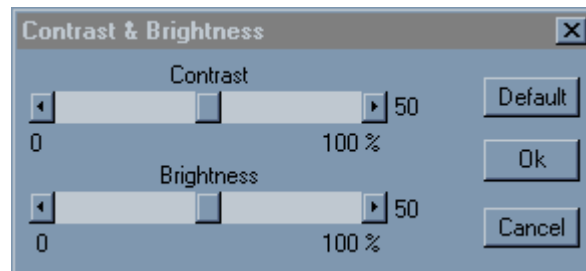 Contrast & Brightness
Contrast
50
Default
0 100 %
Ok
Brightness
50
0 100 %
Cancel